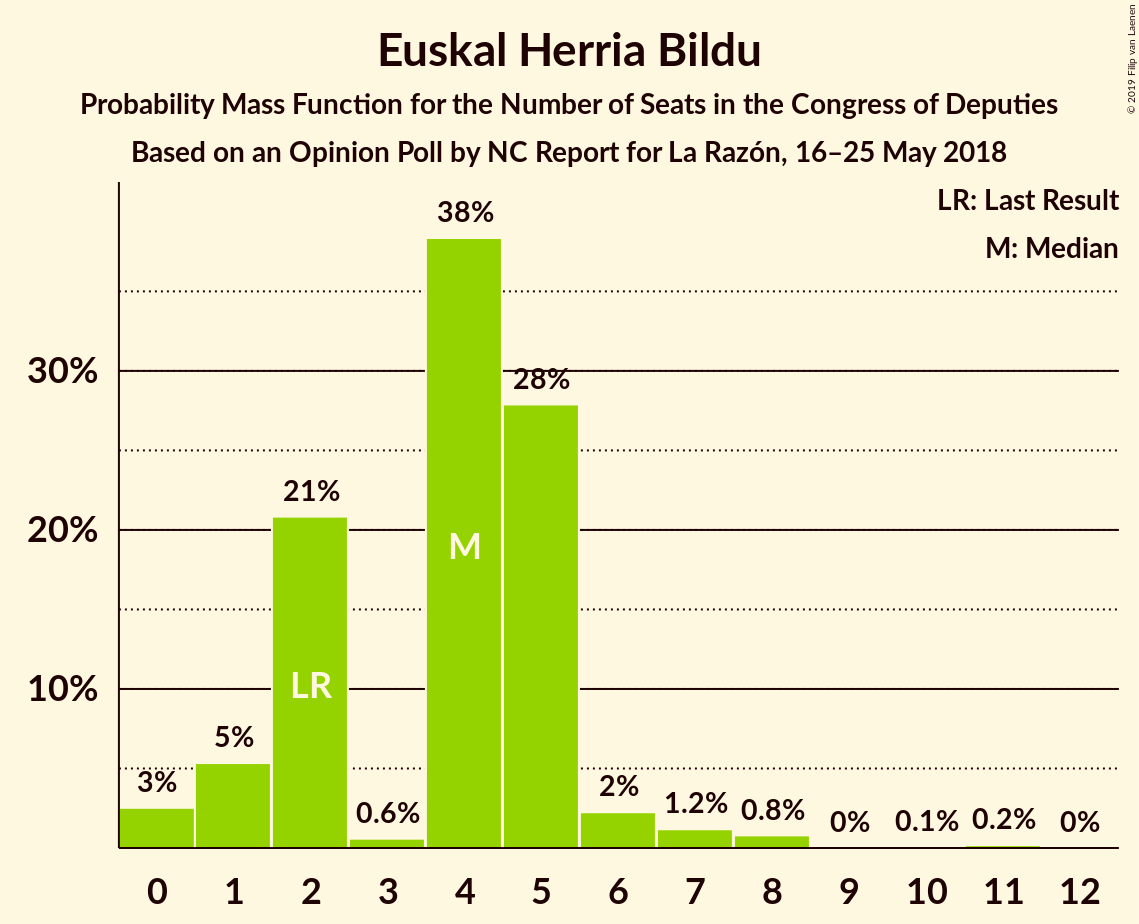 Euskal Herria Bildu
Probability Mass Function for the Number of Seats in the Congress of Deputies
Based on an Opinion Poll by NC Report for La Razón, 16–25 May 2018
© 2019 Filip van Laenen
LR: Last Result
M: Median
38%
30%
28%
21%
20%
M
LR
10%
5%
3%
0.6%
2%
1.2%
0.8%
0%
0.1%
0.2%
0%
0 1 2 3 4 5 6 7 8 9 10 11 12